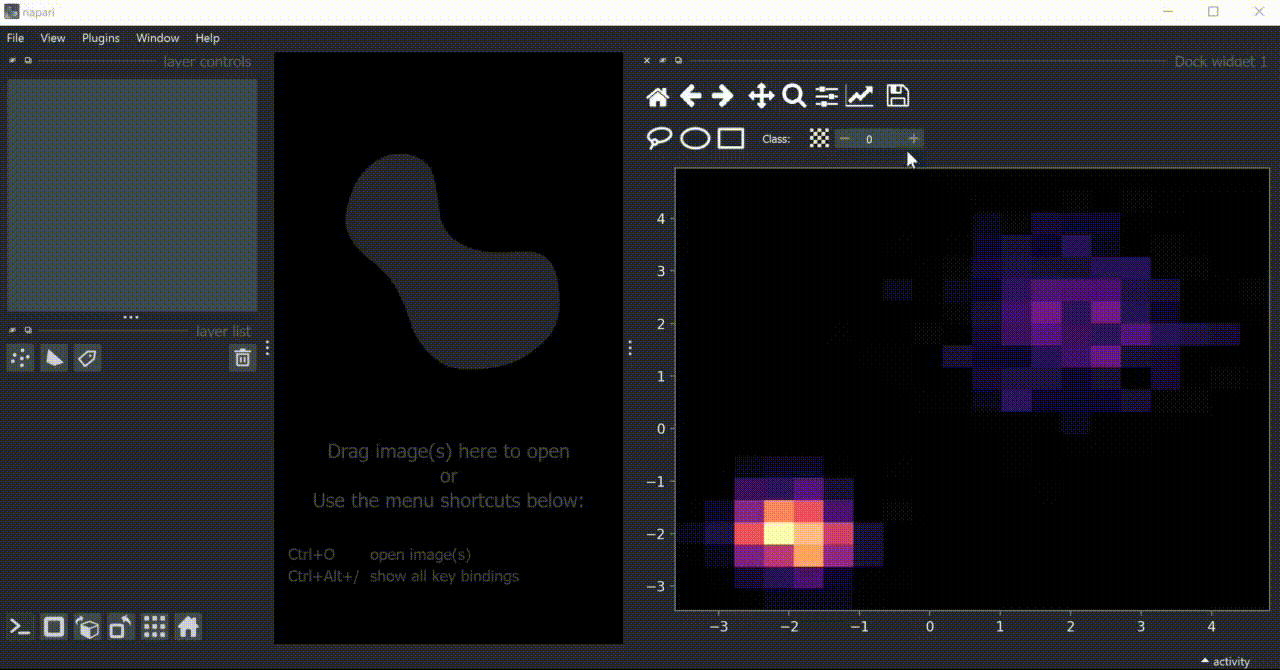 napari
File View Plugins Window Help
layer controls
Dock widget 1
Class: 0
layer list
Drag image(s) here to open
or
Use the menu shortcuts below:
Ctrl+O open image(s)
Ctrl+Alt+/ show all key bindings
4
3
2
1
0
−1
−2
−3
−3 −2 −1 0 1 2 3 4
activity